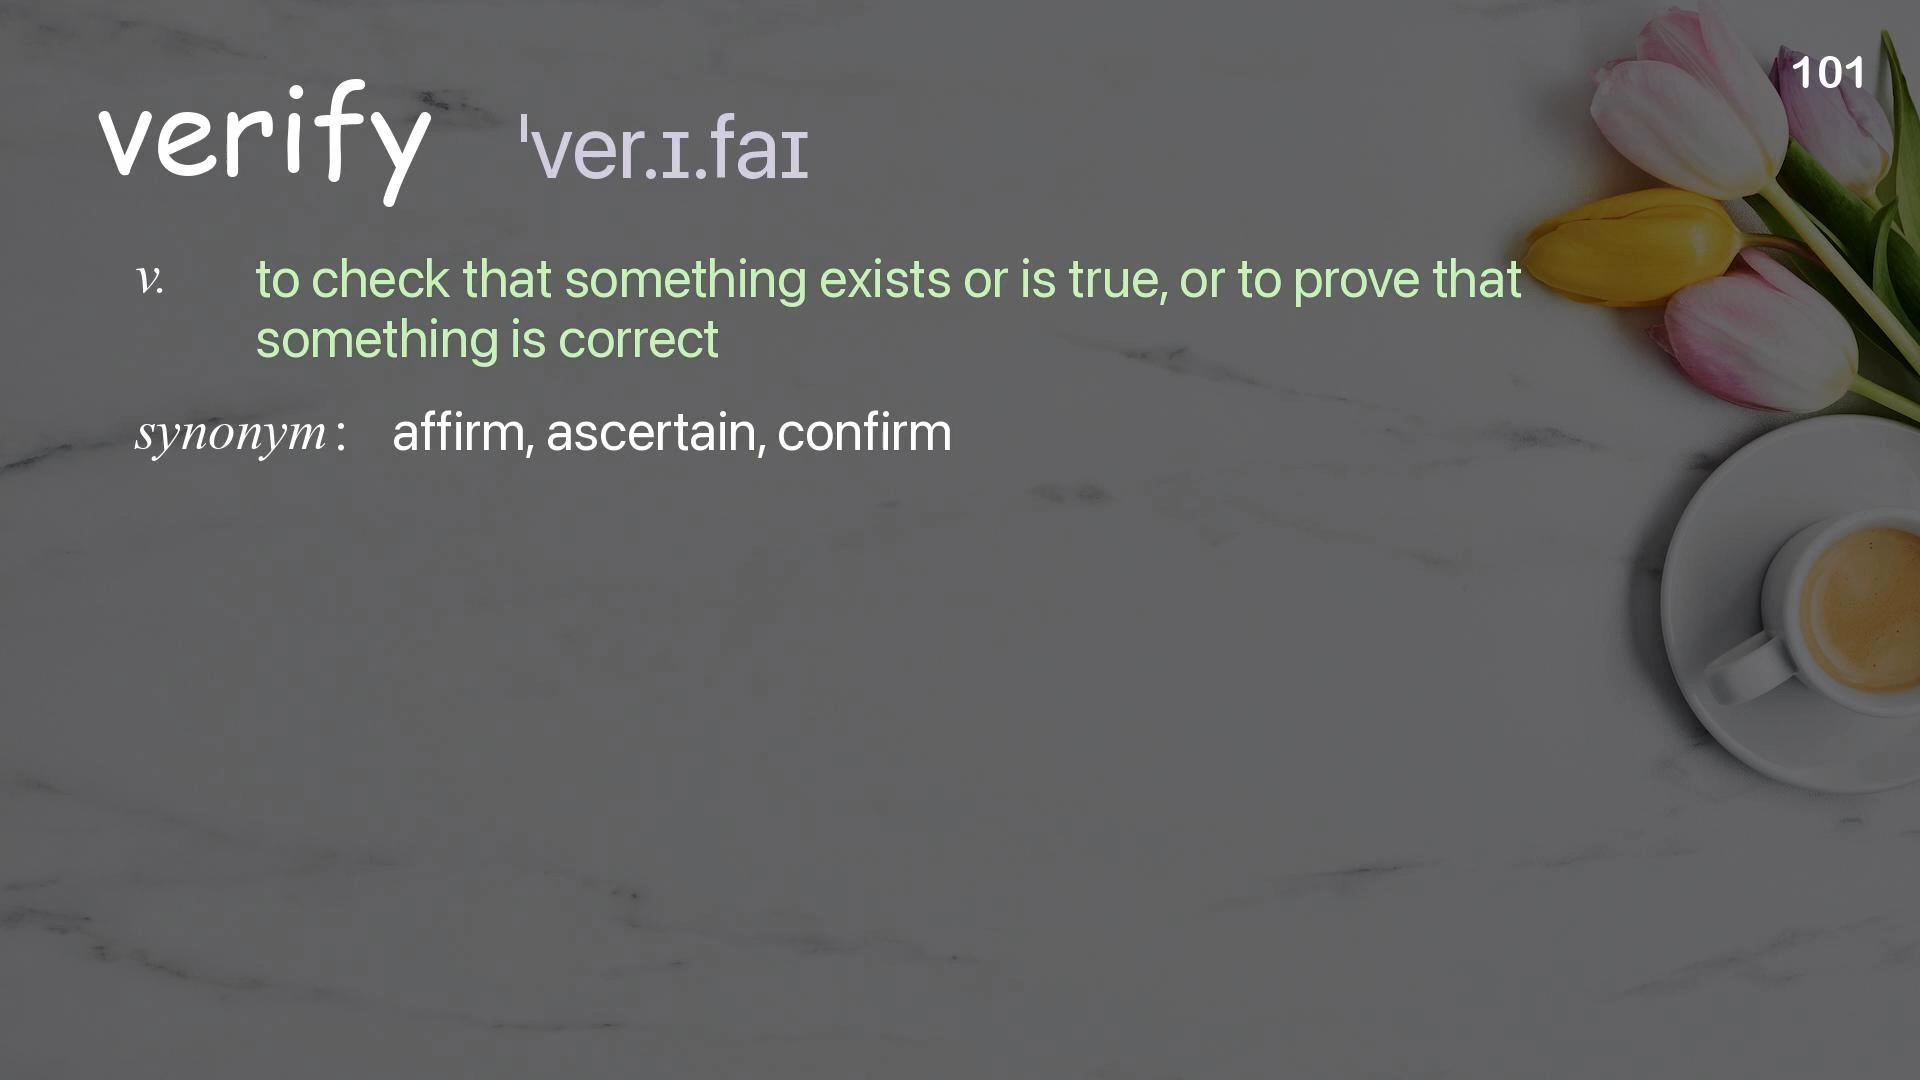 101
verify ˈver.ɪ.faɪ
v. to check that something exists or is true, or to prove that
something is correct
synonym : affirm, ascertain, confirm